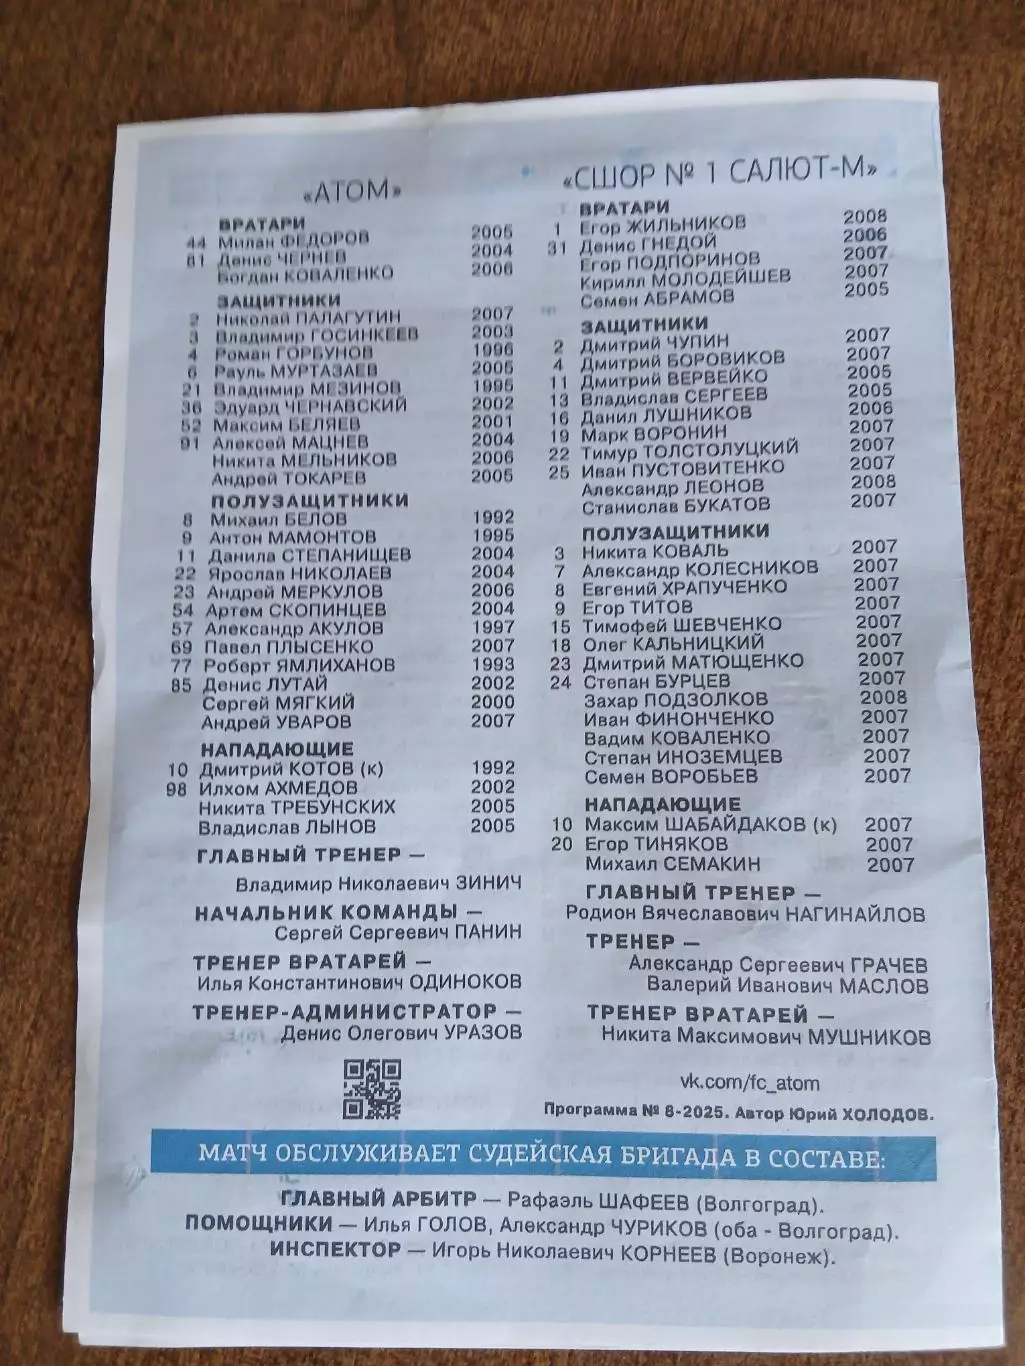 «АТОМ»
ВРАТАРИ
44 Милан ФЕДОРОВ 2005
81 Денис ЧЕРНЕВ 2004
Богдан КОВАЛЕНКО 2006
ЗАЩИТНИКИ
2 Николай ПАЛАГУТИН 2007
3 Владимир ГОСИНКЕЕВ 2003
4 Роман ГОРБУНОВ 1996
6 Рауль МУРТАЗАЕВ 2005
21 Владимир МЕЗИНОВ 1995
36 Эдуард ЧЕРНАВСКИЙ 2002
52 Максим БЕЛЯЕВ 2001
91 Алексей МАЦНЕВ 2004
Никита МЕЛЬНИКОВ 2006
Андрей ТОКАРЕВ 2005
ПОЛУЗАЩИТНИКИ
8 Михаил БЕЛОВ 1992
9 Антон МАМОНТОВ 1995
11 Данила СТЕПАНИЩЕВ 2004
22 Ярослав НИКОЛАЕВ 2004
23 Андрей МЕРКУЛОВ 2006
54 Артем СКОПИНЦЕВ 2004
57 Александр АКУЛОВ 1997
69 Павел ПЛЫСЕНКО 2007
77 Роберт ЯМЛИХАНОВ 1993
85 Денис ЛУТАЙ 2002
Сергей МЯГКИЙ 2000
Андрей УВАРОВ 2007
НАПАДАЮЩИЕ
10 Дмитрий КОТОВ (к) 1992
98 Илхом АХМЕДОВ 2002
Никита ТРЕБУНСКИХ 2005
Владислав ЛЫНОВ 2005
ГЛАВНЫЙ ТРЕНЕР —
Владимир Николаевич ЗИНИЧ
НАЧАЛЬНИК КОМАНДЫ —
Сергей Сергеевич ПАНИН
ТРЕНЕР ВРАТАРЕЙ —
Илья Константинович ОДИНОКОВ
ТРЕНЕР-АДМИНИСТРАТОР —
Денис Олегович УРАЗОВ
«СШОР № 1 САЛЮТ-М»
ВРАТАРИ
1 Егор ЖИЛЬНИКОВ 2008
31 Денис ГНЕДОЙ 2006
Егор ПОДПОРИНОВ 2007
Кирилл МОЛОДЕЙШЕВ 2007
Семен АБРАМОВ 2005
ЗАЩИТНИКИ
2 Дмитрий ЧУПИН 2007
4 Дмитрий БОРОВИКОВ 2007
11 Дмитрий ВЕРВЕЙКО 2005
13 Владислав СЕРГЕЕВ 2005
16 Данил ЛУШНИКОВ 2006
19 Марк ВОРОНИН 2007
22 Тимур ТОЛСТОЛУЦКИЙ 2007
25 Иван ПУСТОВИТЕНКО 2007
Александр ЛЕОНОВ 2008
Станислав БУКАТОВ 2007
ПОЛУЗАЩИТНИКИ
3 Никита КОВАЛЬ 2007
7 Александр КОЛЕСНИКОВ 2007
8 Евгений ХРАПУЧЕНКО 2007
9 Егор ТИТОВ 2007
15 Тимофей ШЕВЧЕНКО 2007
18 Олег КАЛЬНИЦКИЙ 2007
23 Дмитрий МАТЮЩЕНКО 2007
24 Степан БУРЦЕВ 2007
Захар ПОДЗОЛКОВ 2008
Иван ФИНОНЧЕНКО 2007
Вадим КОВАЛЕНКО 2007
Степан ИНОЗЕМЦЕВ 2007
Семен ВОРОБЬЕВ 2007
НАПАДАЮЩИЕ
10 Максим ШАБАЙДАКОВ (к) 2007
20 Егор ТИНЯКОВ 2007
Михаил СЕМАКИН 2007
ГЛАВНЫЙ ТРЕНЕР —
Родион Вячеславович НАГИНАЙЛОВ
ТРЕНЕР —
Александр Сергеевич ГРАЧЕВ
Валерий Иванович МАСЛОВ
ТРЕНЕР ВРАТАРЕЙ —
Никита Максимович МУШНИКОВ
vk.com/fc_atom
Программа № 8-2025. Автор Юрий ХОЛОДОВ.
МАТЧ ОБСЛУЖИВАЕТ СУДЕЙСКАЯ БРИГАДА В СОСТАВЕ:
ГЛАВНЫЙ АРБИТР — Рафаэль ШАФЕЕВ (Волгоград).
ПОМОЩНИКИ — Илья ГОЛОВ, Александр ЧУРИКОВ (оба - Волгоград).
ИНСПЕКТОР — Игорь Николаевич КОРНЕЕВ (Воронеж).